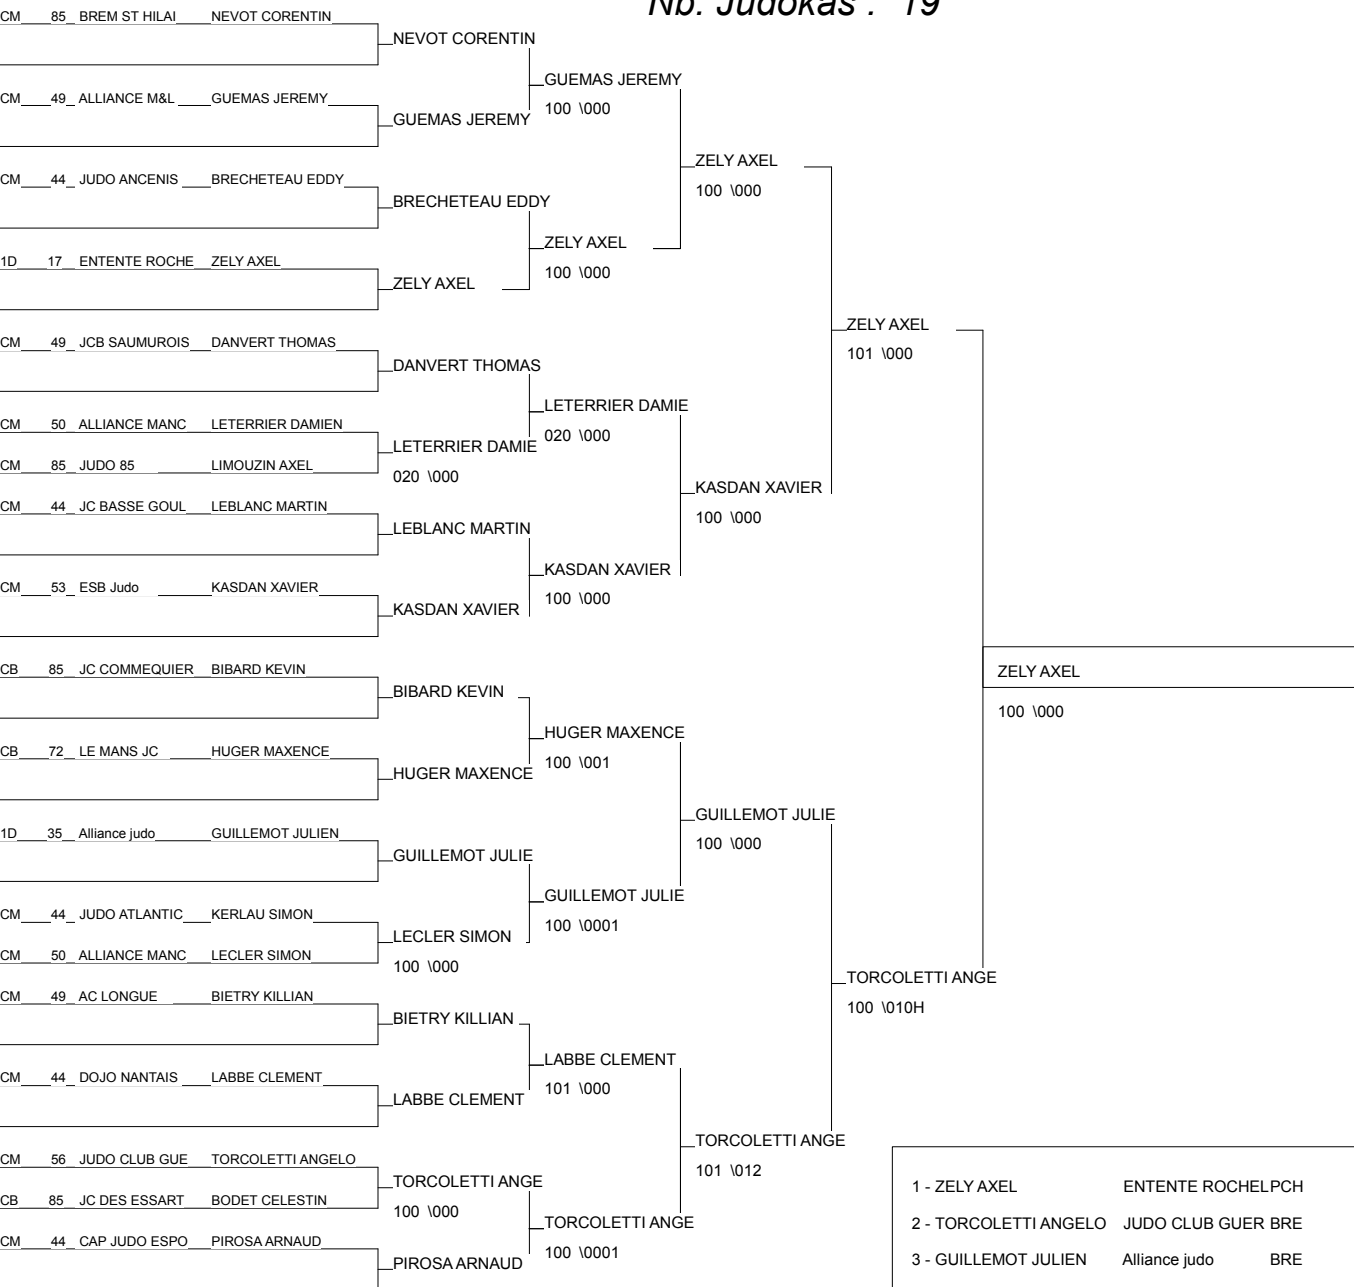 Nb. Judokas : 19
CM 85 BREM ST HILAI NEVOT CORENTIN
NEVOT CORENTIN
GUEMAS JEREMY
100 \000
CM 49 ALLIANCE M&L GUEMAS JEREMY
GUEMAS JEREMY
ZELY AXEL
100 \000
CM 44 JUDO ANCENIS BRECHETEAU EDDY
BRECHETEAU EDDY
ZELY AXEL
100 \000
1D 17 ENTENTE ROCHE ZELY AXEL
ZELY AXEL
ZELY AXEL
101 \000
CM 49 JCB SAUMUROIS DANVERT THOMAS
DANVERT THOMAS
LETERRIER DAMIE
020 \000
CM 50 ALLIANCE MANC LETERRIER DAMIEN
LETERRIER DAMIE
020 \000
CM 85 JUDO 85 LIMOUZIN AXEL
KASDAN XAVIER
100 \000
CM 44 JC BASSE GOUL LEBLANC MARTIN
LEBLANC MARTIN
KASDAN XAVIER
100 \000
CM 53 ESB Judo KASDAN XAVIER
KASDAN XAVIER
ZELY AXEL
100 \000
CB 85 JC COMMEQUIER BIBARD KEVIN
BIBARD KEVIN
HUGER MAXENCE
100 \001
CB 72 LE MANS JC HUGER MAXENCE
HUGER MAXENCE
GUILLEMOT JULIE
100 \000
1D 35 Alliance judo GUILLEMOT JULIEN
GUILLEMOT JULIE
GUILLEMOT JULIE
100 \0001
CM 44 JUDO ATLANTIC KERLAU SIMON
LECLER SIMON
100 \000
CM 50 ALLIANCE MANC LECLER SIMON
TORCOLETTI ANGE
100 \010H
CM 49 AC LONGUE BIETRY KILLIAN
BIETRY KILLIAN
LABBE CLEMENT
101 \000
CM 44 DOJO NANTAIS LABBE CLEMENT
LABBE CLEMENT
TORCOLETTI ANGE
101 \012
CM 56 JUDO CLUB GUE TORCOLETTI ANGELO
TORCOLETTI ANGE
100 \000
CB 85 JC DES ESSART BODET CELESTIN
TORCOLETTI ANGE
100 \0001
CM 44 CAP JUDO ESPO PIROSA ARNAUD
PIROSA ARNAUD
1 - ZELY AXEL ENTENTE ROCHEL PCH
2 - TORCOLETTI ANGELO JUDO CLUB GUER BRE
3 - GUILLEMOT JULIEN Alliance judo BRE